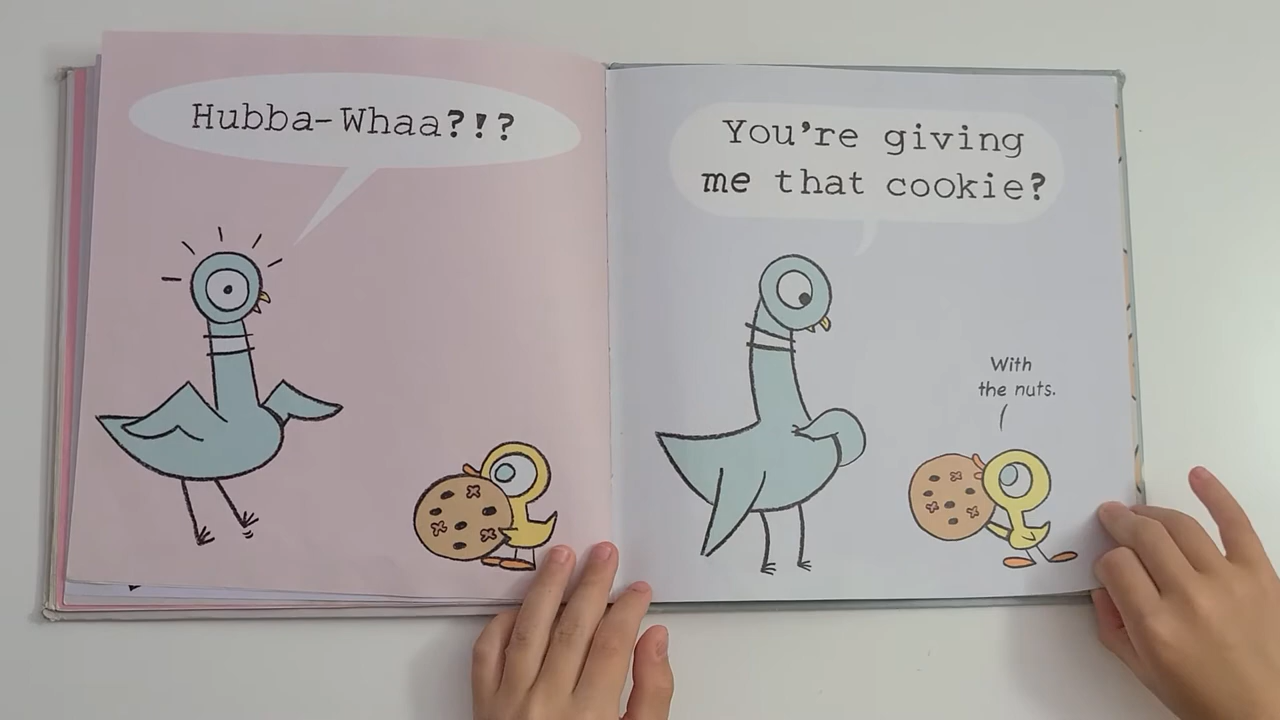 Hubba-Whaa?!?
You're giving
me that cookie?
With
the nuts.